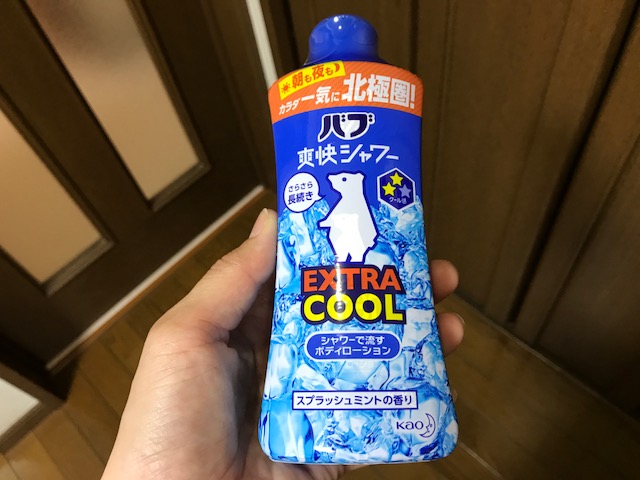 朝も夜も
カラダ一気に北極圏!
バブ
爽快シャワー
さらさら
長続き
クール感
EXTRA
COOL
シャワーで流す
ボディローション
スプラッシュミントの香り
Kao